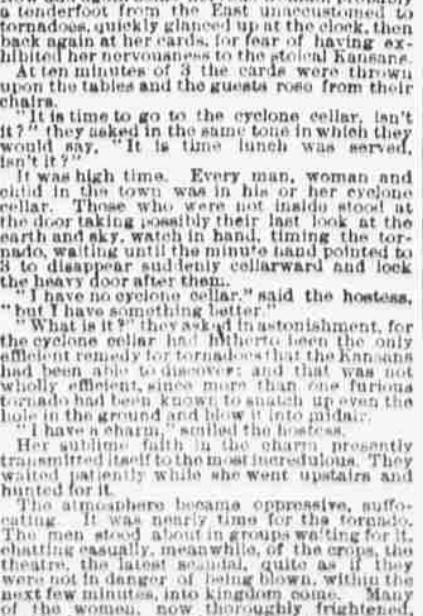 a tenderfoot from the East unaccustomed to
tornadoes, quickly glanced up at the clock, then
back again at her cards, for fear of having ex-
hibited her nervousness to the stoical Kansans.
At ten minutes of 3 the cards were thrown
upon the tables and the guests rose from their
chairs.
"It is time to go to the cyclone cellar, isn't
it?" they asked in the same tone in which they
would say, "It is time lunch was served,
isn't it?"
It was high time. Every man, woman and
child in the town was in his or her cyclone
cellar. Those who were not inside stood at
the door taking possibly their last look at the
earth and sky, watch in hand, timing the tor-
nado, waiting until the minute hand pointed to
3 to disappear suddenly cellarward and lock
the heavy door after them.
"I have no cyclone cellar," said the hostess,
"but I have something better."
"What is it?" they asked in astonishment, for
the cyclone cellar had hitherto been the only
efficient remedy for tornadoes that the Kansans
had been able to discover; and that was not
wholly efficient, since more than one furious
tornado had been known to snatch up even the
hole in the ground and blow it into midair.
"I have a charm," smiled the hostess.
Her sublime faith in the charm presently
transmitted itself to the most incredulous. They
waited patiently while she went upstairs and
hunted for it.
The atmosphere became oppressive, suffo-
cating. It was nearly time for the tornado.
The men stood about in groups waiting for it,
chatting casually, meanwhile, of the crops, the
theatre, the latest scandal, quite as if they
were not in danger of being blown, within the
next few minutes, into kingdom come. Many
of the women, now thoroughly frightened,